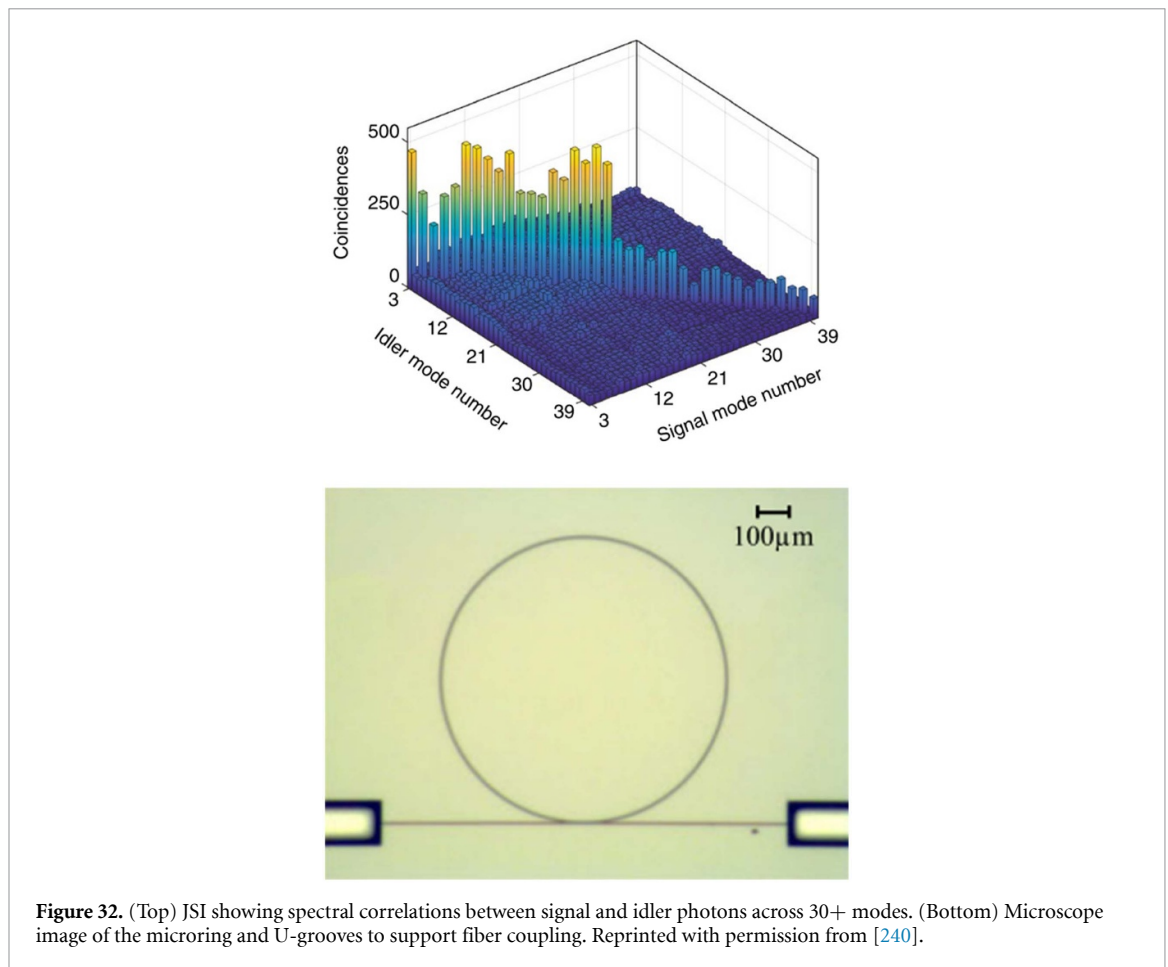 500
250
0
Coincidences
3
12
21
30
39
Idler mode number
3
12
21
30
39
Signal mode number
100μm
Figure 32. (Top) JSI showing spectral correlations between signal and idler photons across 30+ modes. (Bottom) Microscope
image of the microring and U-grooves to support fiber coupling. Reprinted with permission from [240].